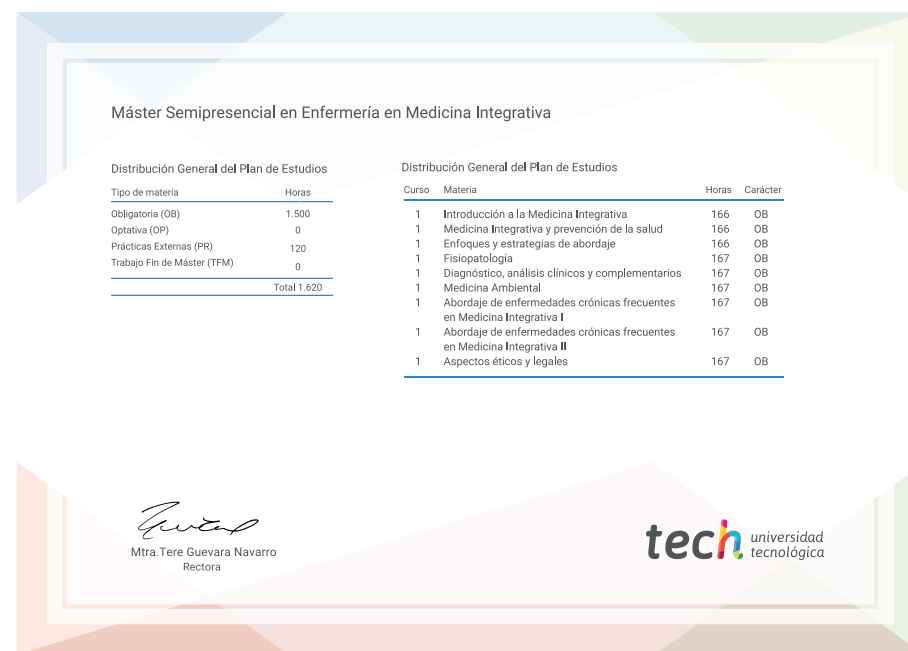 Máster Semipresencial en Enfermería en Medicina Integrativa
Distribución General del Plan de Estudios
Tipo de materia Horas
Obligatoria (OB) 1.500
Optativa (OP) 0
Prácticas Externas (PR) 120
Trabajo Fin de Máster (TFM) 0
Total 1.620
Distribución General del Plan de Estudios
Curso Materia Horas Carácter
1 Introducción a la Medicina Integrativa 166 OB
1 Medicina Integrativa y prevención de la salud 166 OB
1 Enfoques y estrategias de abordaje 166 OB
1 Fisiopatología 167 OB
1 Diagnóstico, análisis clínicos y complementarios 167 OB
1 Medicina Ambiental 167 OB
1 Abordaje de enfermedades crónicas frecuentes 167 OB
en Medicina Integrativa I
1 Abordaje de enfermedades crónicas frecuentes 167 OB
en Medicina Integrativa II
1 Aspectos éticos y legales 167 OB
Mtra.Tere Guevara Navarro
Rectora
tech universidad
tecnológica